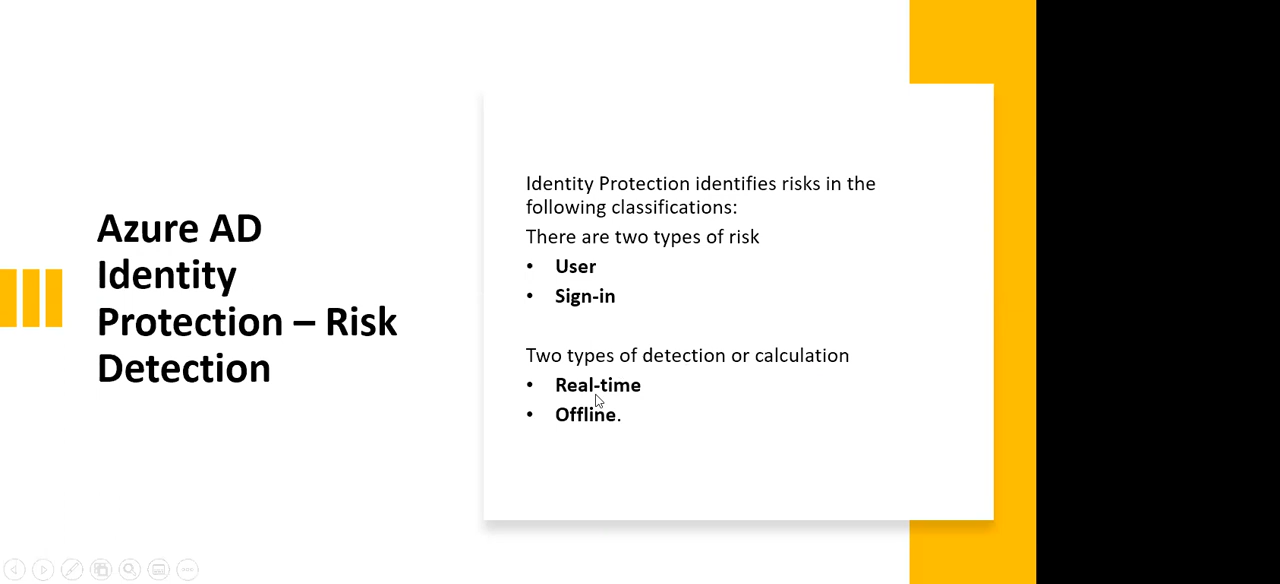 Azure AD
Identity
Protection – Risk
Detection
Identity Protection identifies risks in the
following classifications:
There are two types of risk
• User
• Sign-in
Two types of detection or calculation
• Real-time
• Offline.